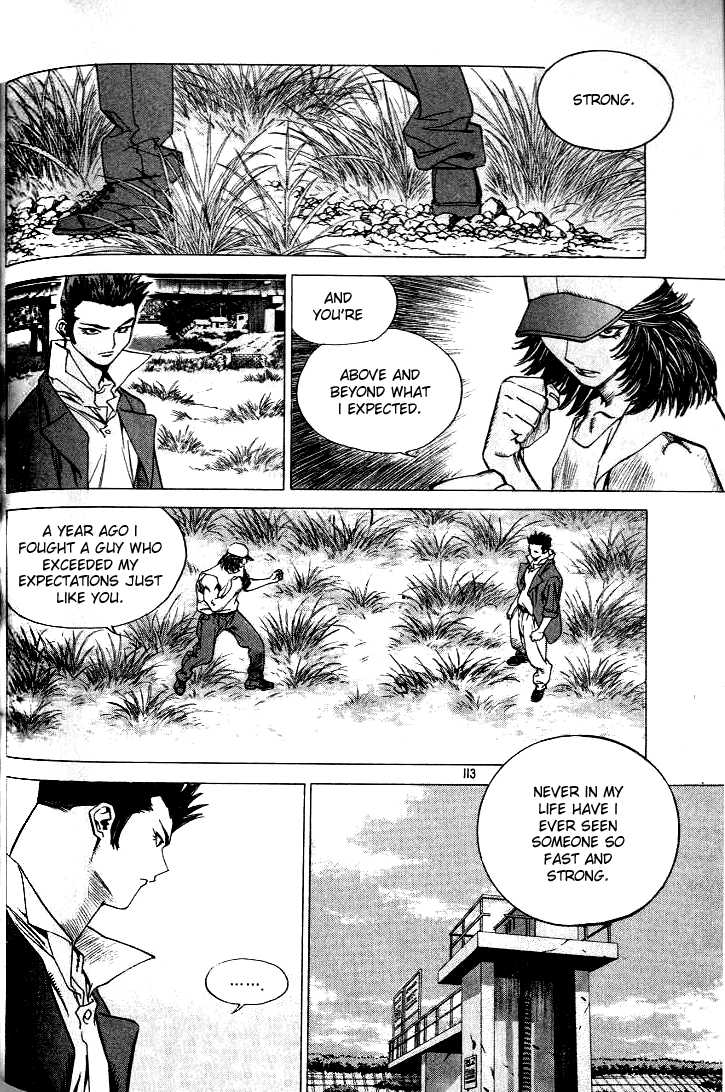 STRONG.
AND
YOU'RE
ABOVE AND
BEYOND WHAT
I EXPECTED.
A YEAR AGO I
FOUGHT A GUY WHO
EXCEEDED MY
EXPECTATIONS JUST
LIKE YOU.
113
NEVER IN MY
LIFE HAVE I
EVER SEEN
SOMEONE SO
FAST AND
STRONG.
.......